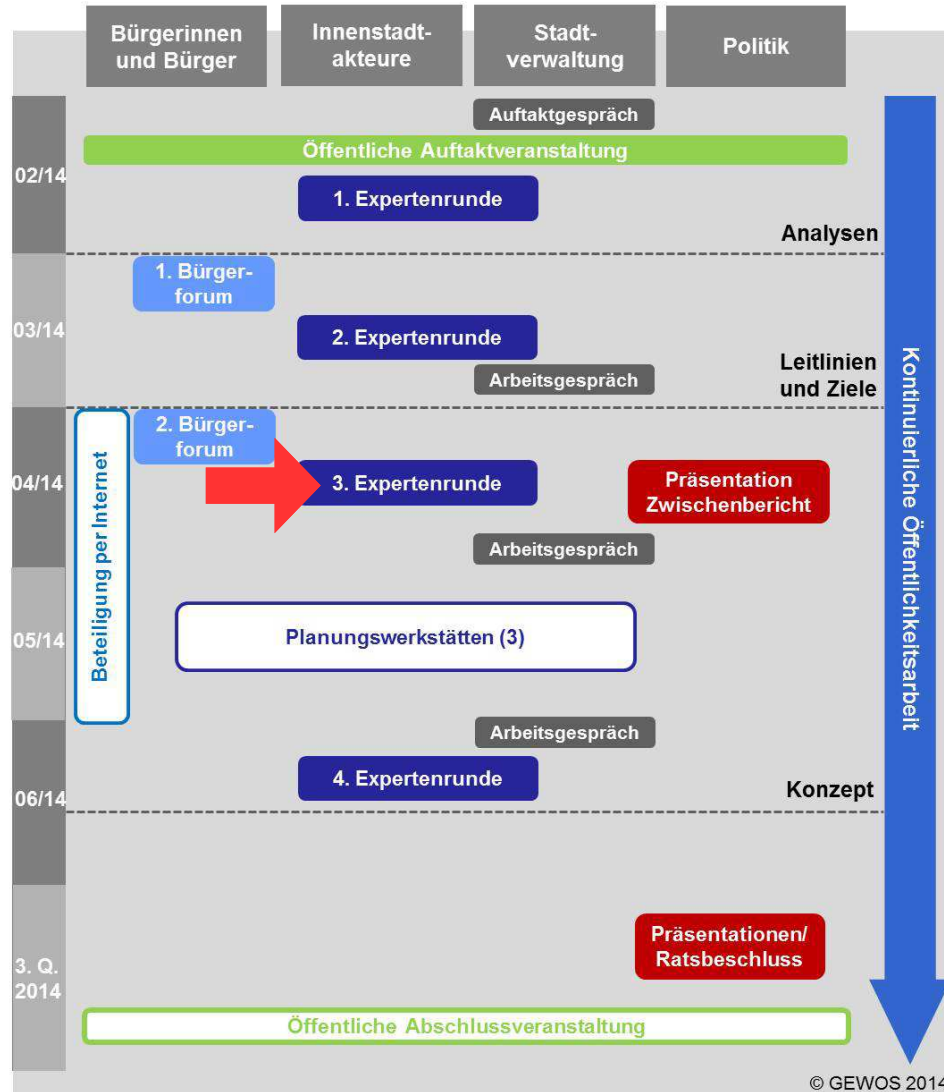 Bürgerinnen
und Bürger
Innenstadt-
akteure
Stadt-
verwaltung
Politik
Auftaktgespräch
Öffentliche Auftaktveranstaltung
02/14
1. Expertenrunde
Analysen
1. Bürger-
forum
03/14
2. Expertenrunde
Arbeitsgespräch
Leitlinien
und Ziele
2. Bürger-
forum
04/14
3. Expertenrunde
Präsentation
Zwischenbericht
Arbeitsgespräch
Beteiligung per Internet
05/14
Planungswerkstätten (3)
Arbeitsgespräch
4. Expertenrunde
06/14
Konzept
Kontinuierliche Öffentlichkeitsarbeit
Präsentationen/
Ratsbeschluss
3. Q.
2014
Öffentliche Abschlussveranstaltung
© GEWOS 2014